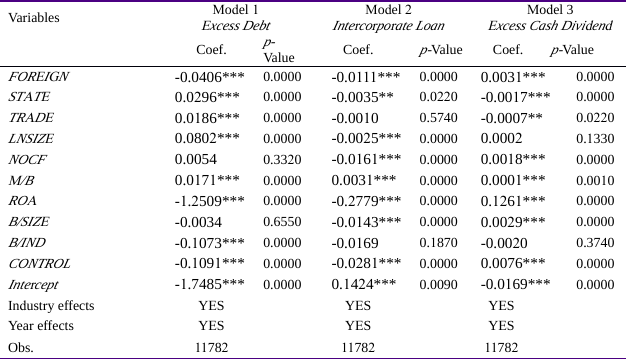 Variables Model 1 Model 2 Model 3
Excess Debt Intercorporate Loan Excess Cash Dividend
Coef. p-Value Coef. p-Value Coef. p-Value
FOREIGN -0.0406*** 0.0000 -0.0111*** 0.0000 0.0031*** 0.0000
STATE 0.0296*** 0.0000 -0.0035** 0.0220 -0.0017*** 0.0000
TRADE 0.0186*** 0.0000 -0.0010 0.5740 -0.0007** 0.0220
LNSIZE 0.0802*** 0.0000 -0.0025*** 0.0000 0.0002 0.1330
NOCF 0.0054 0.3320 -0.0161*** 0.0000 0.0018*** 0.0000
M/B 0.0171*** 0.0000 0.0031*** 0.0000 0.0001*** 0.0010
ROA -1.2509*** 0.0000 -0.2779*** 0.0000 0.1261*** 0.0000
B/SIZE -0.0034 0.6550 -0.0143*** 0.0000 0.0029*** 0.0000
B/IND -0.1073*** 0.0000 -0.0169 0.1870 -0.0020 0.3740
CONTROL -0.1091*** 0.0000 -0.0281*** 0.0000 0.0076*** 0.0000
Intercept -1.7485*** 0.0000 0.1424*** 0.0090 -0.0169*** 0.0000
Industry effects YES YES YES
Year effects YES YES YES
Obs. 11782 11782 11782